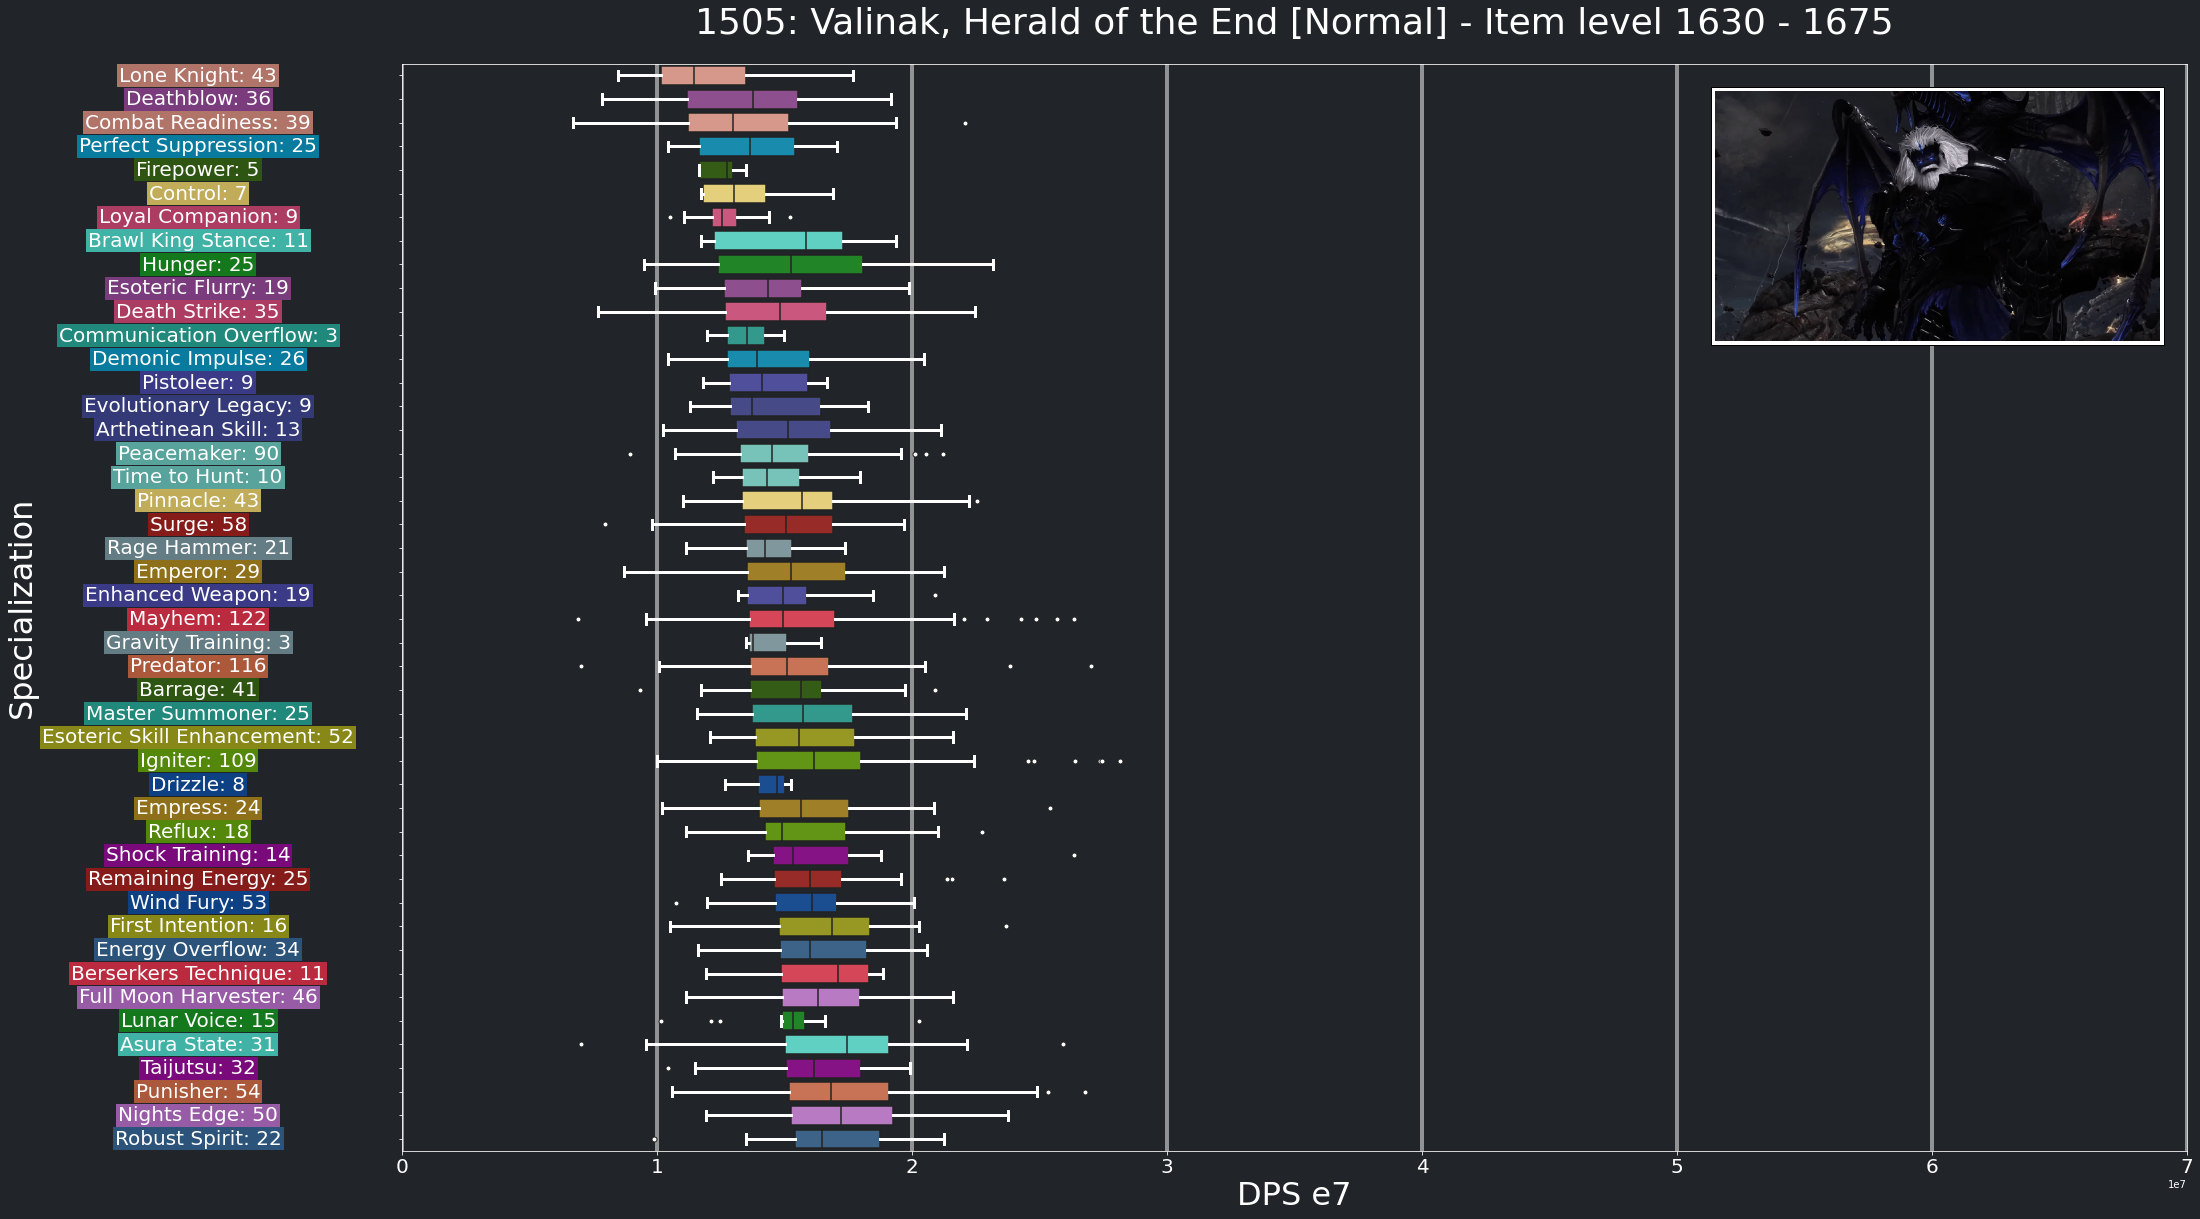 1505: Valinak, Herald of the End [Normal] - Item level 1630 - 1675
Specialization
Lone Knight: 43
Deathblow: 36
Combat Readiness: 39
Perfect Suppression: 25
Firepower: 5
Control: 7
Loyal Companion: 9
Brawl King Stance: 11
Hunger: 25
Esoteric Flurry: 19
Death Strike: 35
Communication Overflow: 3
Demonic Impulse: 26
Pistoleer: 9
Evolutionary Legacy: 9
Arthetinean Skill: 13
Peacemaker: 90
Time to Hunt: 10
Pinnacle: 43
Surge: 58
Rage Hammer: 21
Emperor: 29
Enhanced Weapon: 19
Mayhem: 122
Gravity Training: 3
Predator: 116
Barrage: 41
Master Summoner: 25
Esoteric Skill Enhancement: 52
Igniter: 109
Drizzle: 8
Empress: 24
Reflux: 18
Shock Training: 14
Remaining Energy: 25
Wind Fury: 53
First Intention: 16
Energy Overflow: 34
Berserkers Technique: 11
Full Moon Harvester: 46
Lunar Voice: 15
Asura State: 31
Taijutsu: 32
Punisher: 54
Nights Edge: 50
Robust Spirit: 22
0 1 2 3 4 5 6 7
1e7
DPS e7